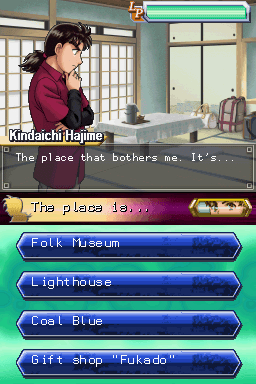 LP
Kindaichi Hajime
The place that bothers me. It's...
The place is...
Folk Museum
Lighthouse
Coal Blue
Gift shop "Fukado"